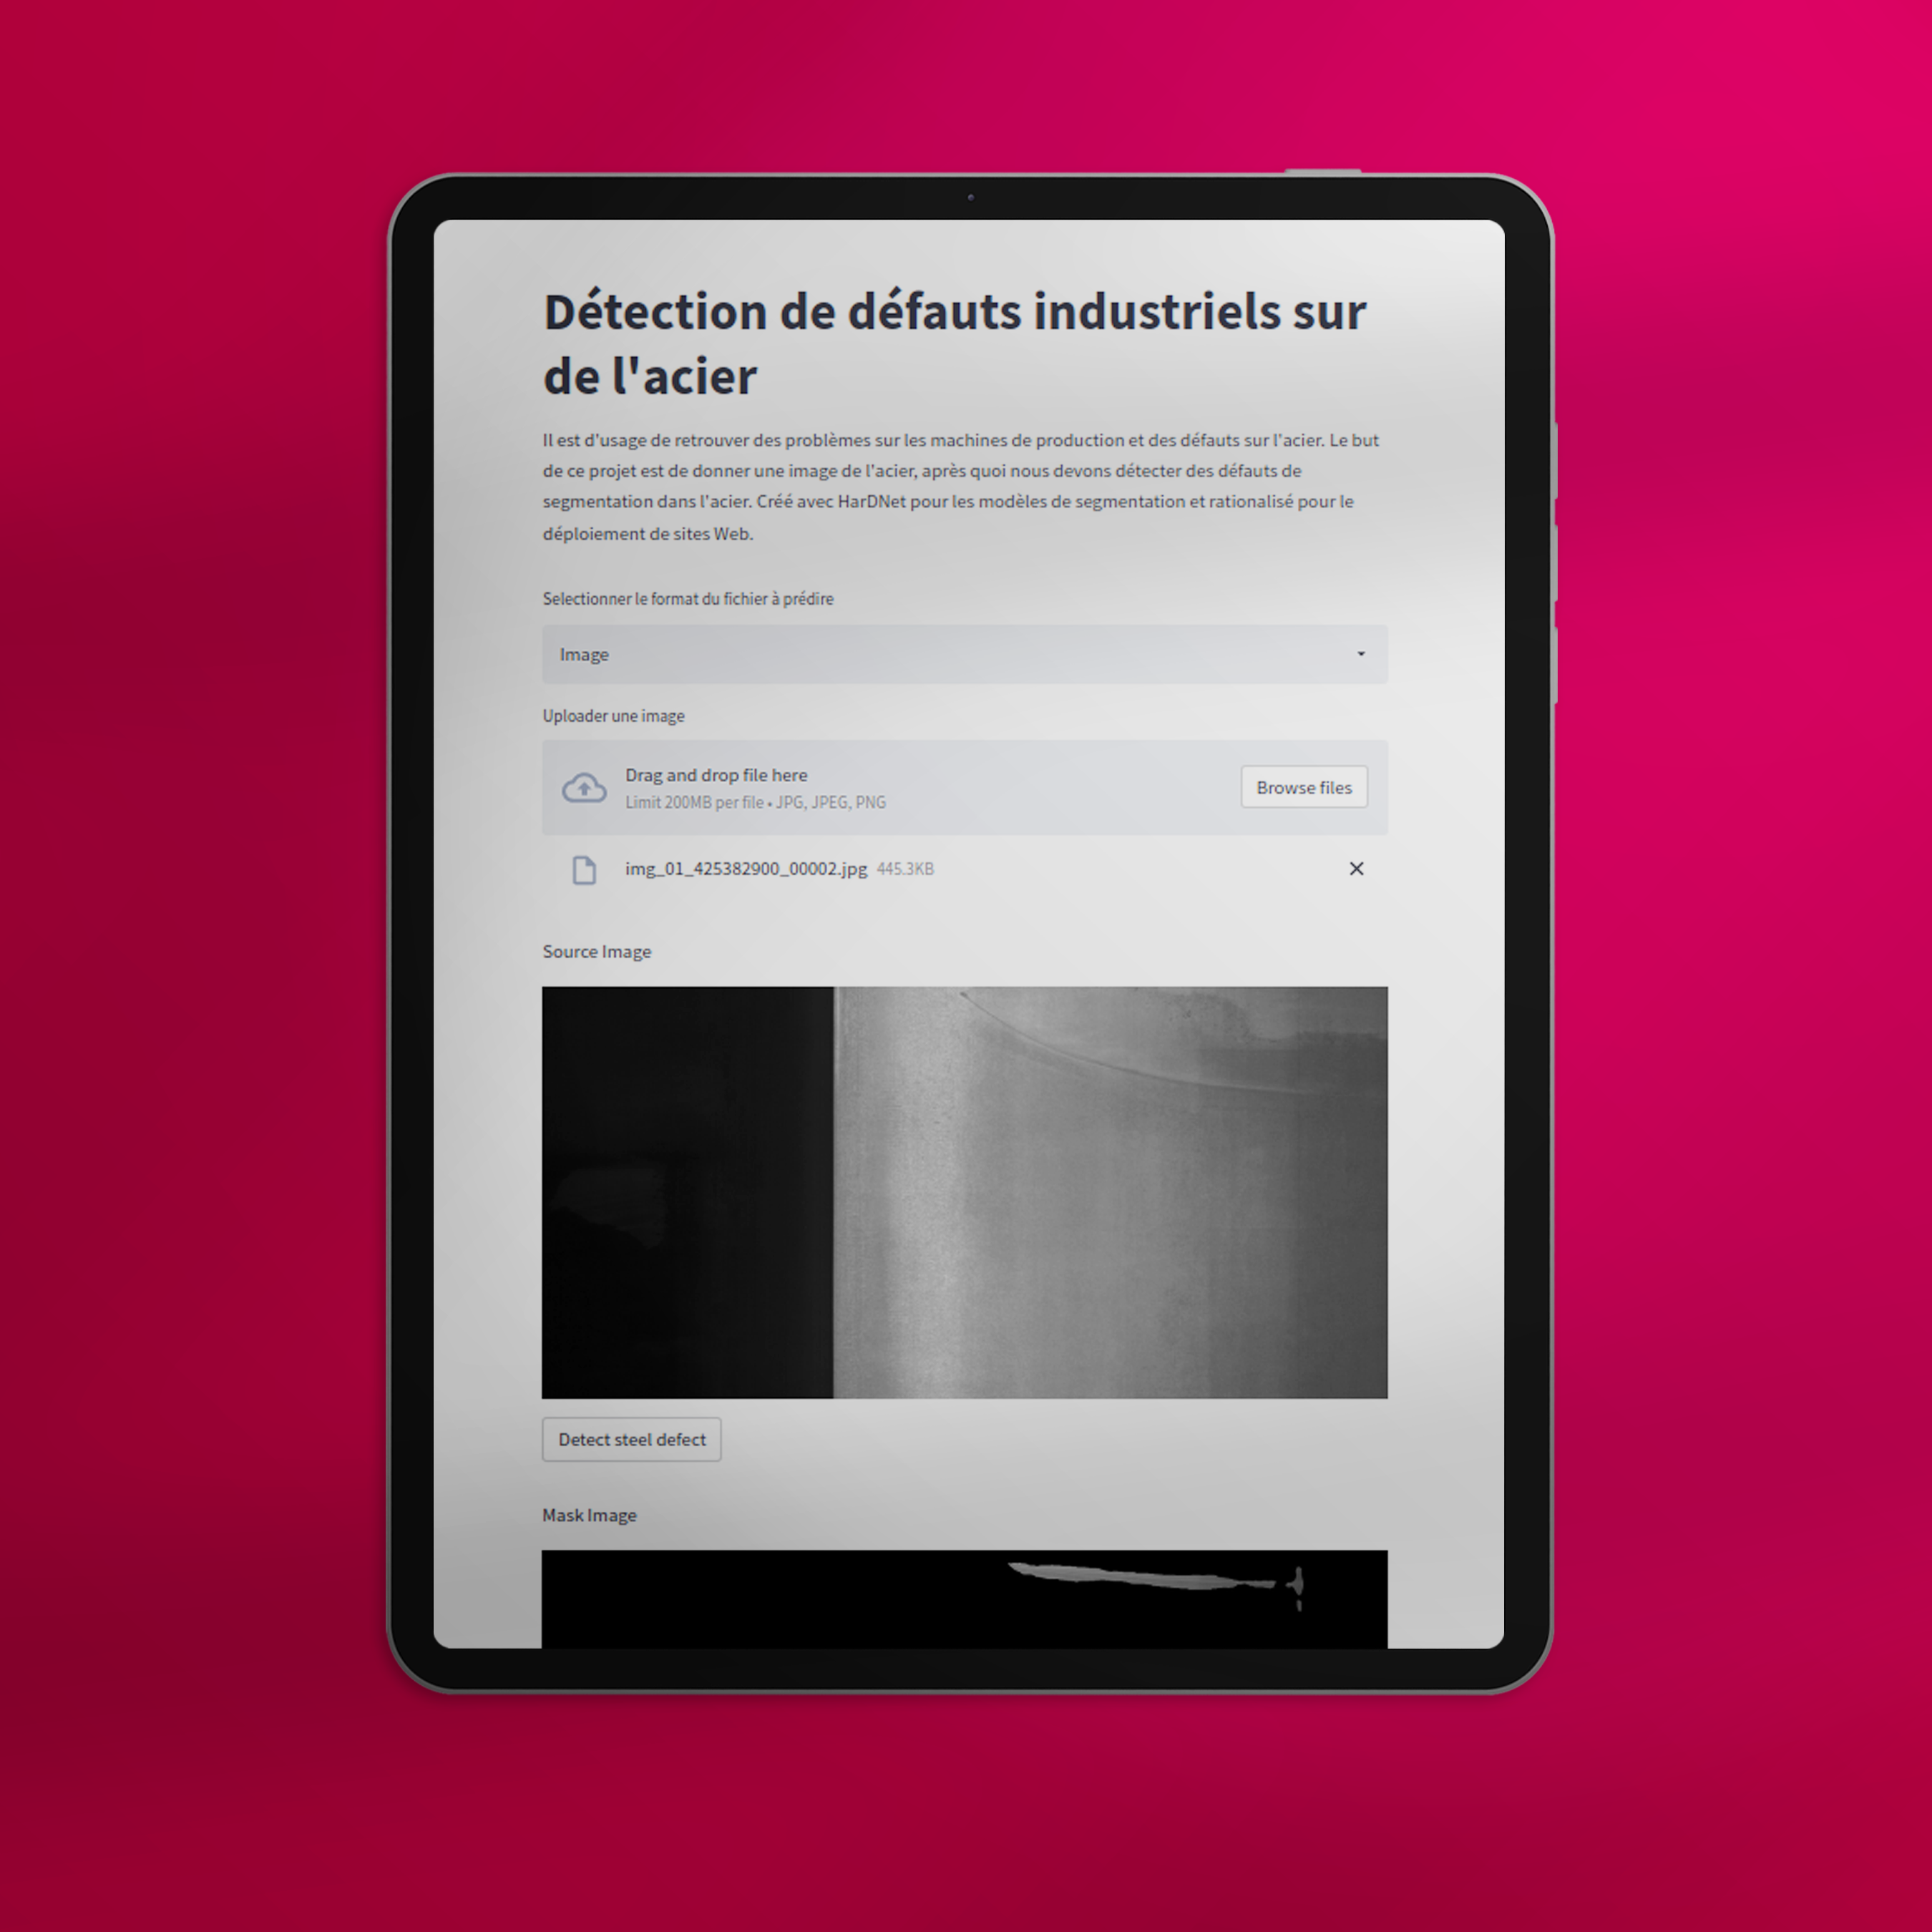 Détection de défauts industriels sur
de l'acier
Il est d'usage de retrouver des problèmes sur les machines de production et des défauts sur l'acier. Le but
de ce projet est de donner une image de l'acier, après quoi nous devons détecter des défauts de
segmentation dans l'acier. Créé avec HarDNet pour les modèles de segmentation et rationalisé pour le
déploiement de sites Web.
Selectionner le format du fichier à prédire
Image
Uploader une image
Drag and drop file here
Limit 200MB per file • JPG, JPEG, PNG
Browse files
img_01_425382900_00002.jpg 445.3KB
Source Image
Detect steel defect
Mask Image